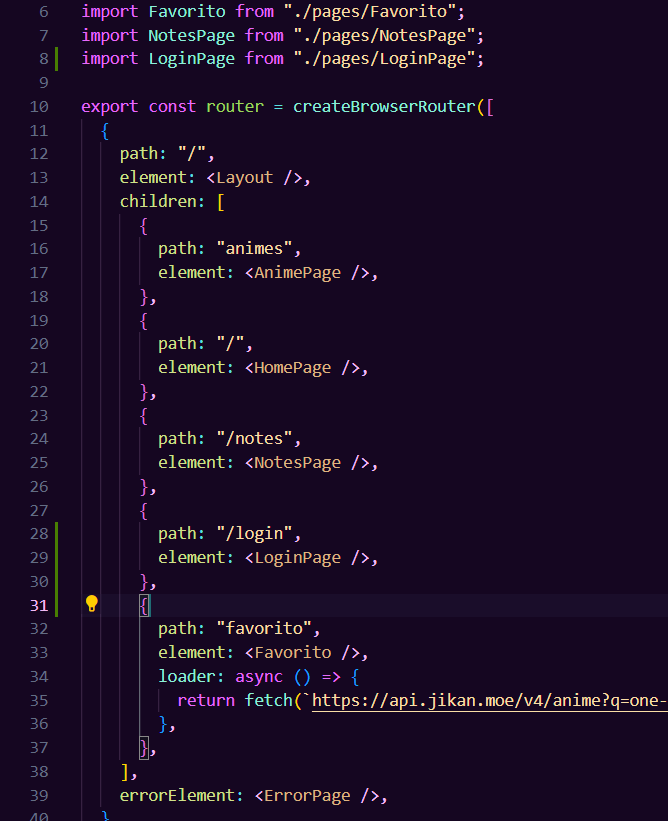 6 import Favorito from "./pages/Favorito";
7 import NotesPage from "./pages/NotesPage";
8 import LoginPage from "./pages/LoginPage";
9
10 export const router = createBrowserRouter([
11   {
12     path: "/",
13     element: <Layout />,
14     children: [
15       {
16         path: "animes",
17         element: <AnimePage />,
18       },
19       {
20         path: "/",
21         element: <HomePage />,
22       },
23       {
24         path: "/notes",
25         element: <NotesPage />,
26       },
27       {
28         path: "/login",
29         element: <LoginPage />,
30       },
31       {
32         path: "favorito",
33         element: <Favorito />,
34         loader: async () => {
35           return fetch(`https://api.jikan.moe/v4/anime?q=one-
36         },
37       },
38     ],
39     errorElement: <ErrorPage />,
40   }